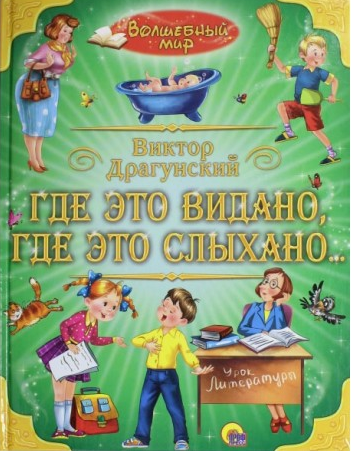 Волшебный
мир
Виктор
Драгунский
ГДЕ ЭТО ВИДАНО,
ГДЕ ЭТО СЛЫХАНО...
Урок
Литературы